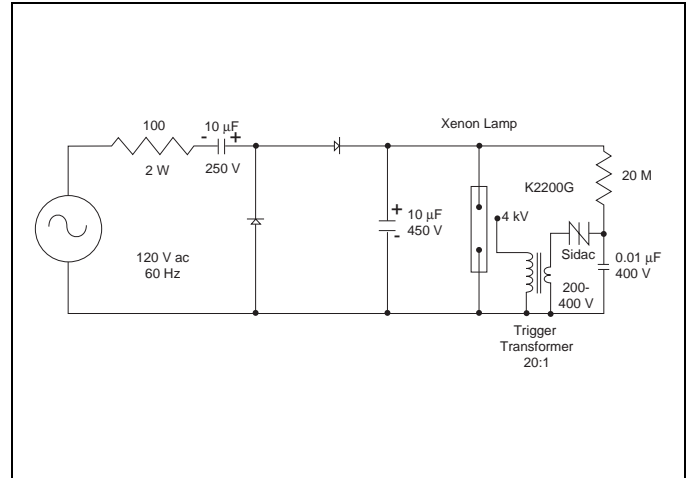 100
2 W
- +
10 μF
250 V
120 V ac
60 Hz
+
-
10 μF
450 V
Xenon Lamp
4 kV
K2200G
Sidac
200-
400 V
20 M
0.01 μF
400 V
Trigger
Transformer
20:1